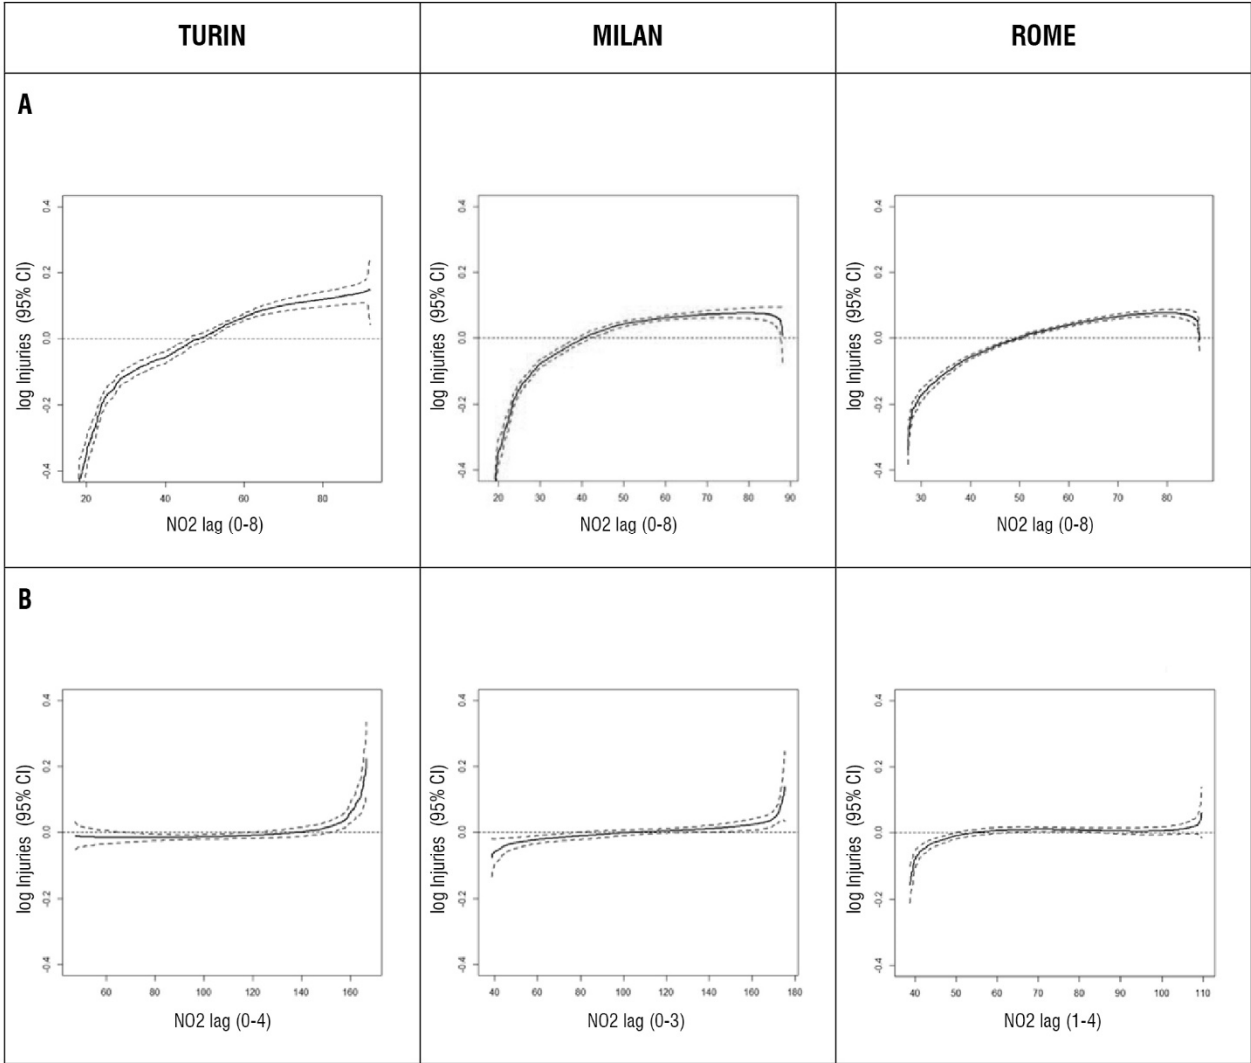 TURIN MILAN ROME
A
log Injuries (95% CI)
0.4
0.2
0.0
-0.2
-0.4
20 40 60 80
NO2 lag (0-8)
log Injuries (95% CI)
0.4
0.2
0.0
-0.2
-0.4
20 30 40 50 60 70 80 90
NO2 lag (0-8)
log Injuries (95% CI)
0.4
0.2
0.0
-0.2
-0.4
30 40 50 60 70 80
NO2 lag (0-8)
B
log Injuries (95% CI)
0.4
0.2
0.0
-0.2
-0.4
60 80 100 120 140 160
NO2 lag (0-4)
log Injuries (95% CI)
0.4
0.2
0.0
-0.2
-0.4
40 60 80 100 120 140 160 180
NO2 lag (0-3)
log Injuries (95% CI)
0.4
0.2
0.0
-0.2
-0.4
40 50 60 70 80 90 100 110
NO2 lag (1-4)